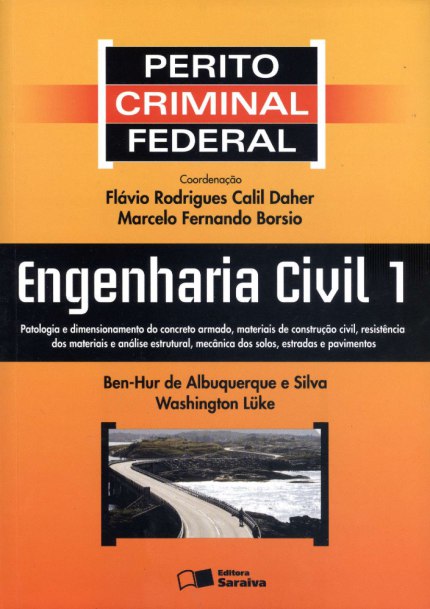 PERITO
CRIMINAL
FEDERAL
Coordenação
Flávio Rodrigues Calil Daher
Marcelo Fernando Borsio
Engenharia Civil 1
Patologia e dimensionamento do concreto armado, materiais de construção civil, resistência
dos materiais e análise estrutural, mecânica dos solos, estradas e pavimentos
Ben-Hur de Albuquerque e Silva
Washington Lüke
Editora
Saraiva